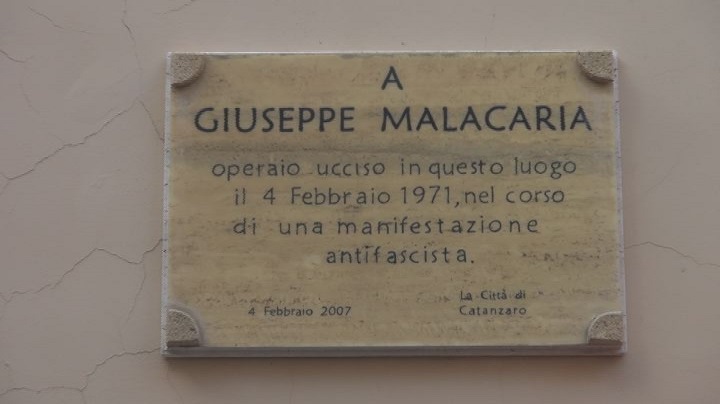 A
GIUSEPPE MALACARIA
operaio ucciso in questo luogo
il 4 Febbraio 1971, nel corso
di una manifestazione
antifascista.
4 Febbraio 2007
La Città di
Catanzaro